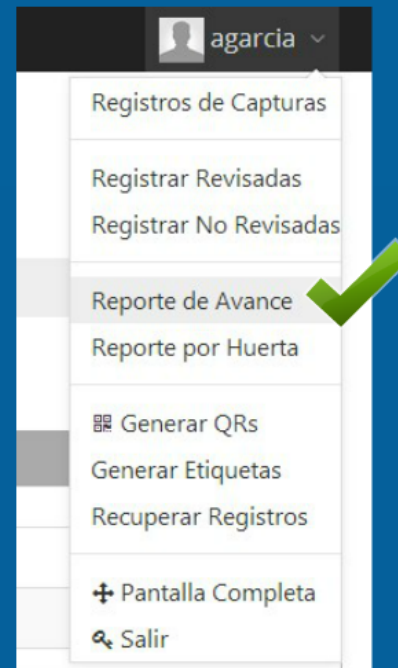 agarcia
Registros de Capturas
Registrar Revisadas
Registrar No Revisadas
Reporte de Avance
Reporte por Huerta
Generar QRs
Generar Etiquetas
Recuperar Registros
Pantalla Completa
Salir